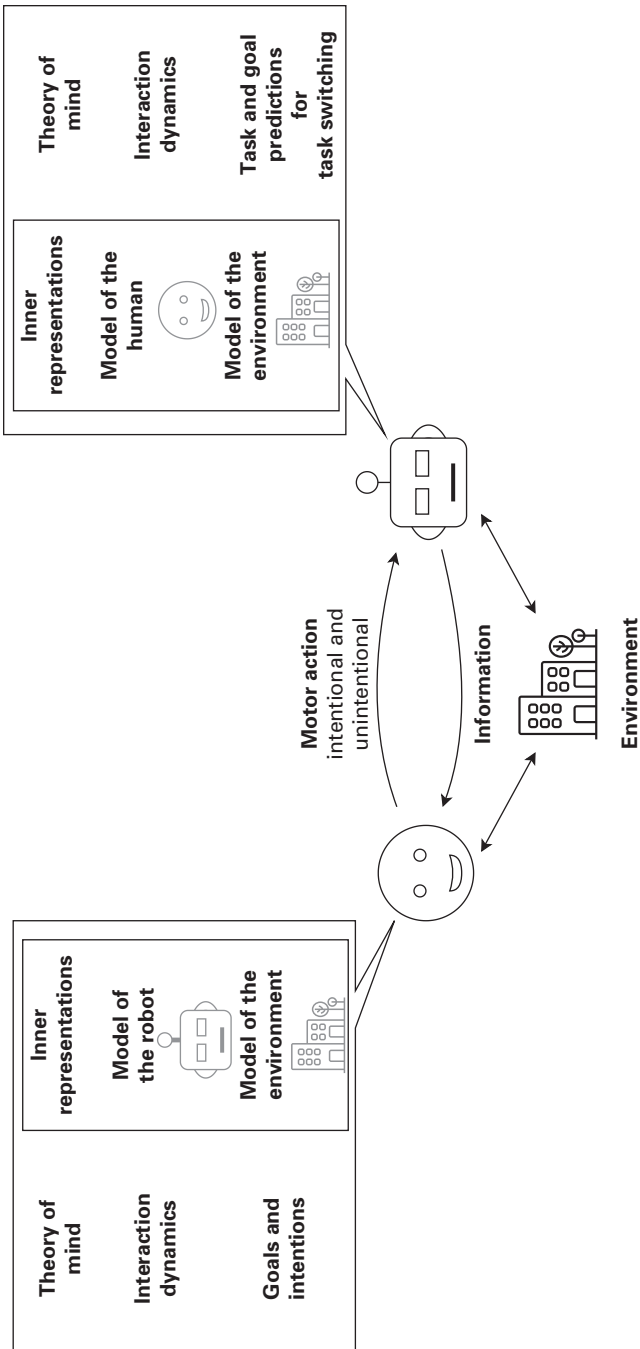 Theory of
mind
Interaction
dynamics
Goals and
intentions
Inner
representations
Model of
the robot
Model of the
environment
Motor action
intentional and
unintentional
Information
Environment
Inner
representations
Model of the
human
Model of the
environment
Theory of
mind
Interaction
dynamics
Task and goal
predictions
for
task switching